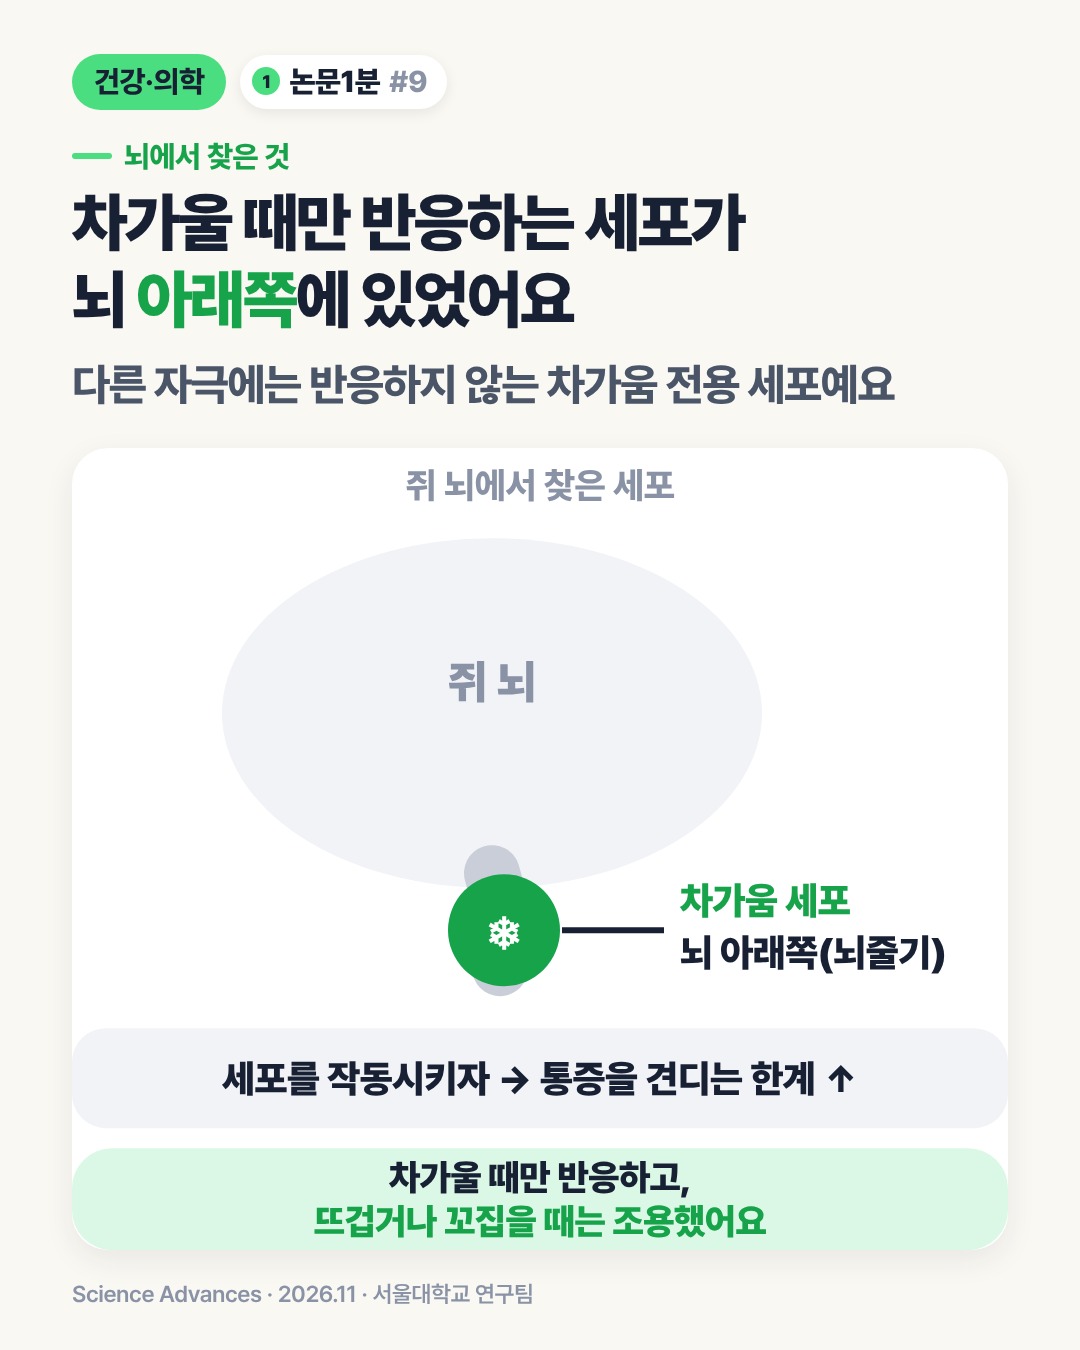 건강·의학
1 논문1분 #9
뇌에서 찾은 것
차가울 때만 반응하는 세포가
뇌 아래쪽에 있었어요
다른 자극에는 반응하지 않는 차가움 전용 세포예요
쥐 뇌에서 찾은 세포
쥐 뇌
차가움 세포
뇌 아래쪽(뇌줄기)
세포를 작동시키자 → 통증을 견디는 한계 ↑
차가울 때만 반응하고,
뜨겁거나 꼬집을 때는 조용했어요
Science Advances · 2026.11 · 서울대학교 연구팀